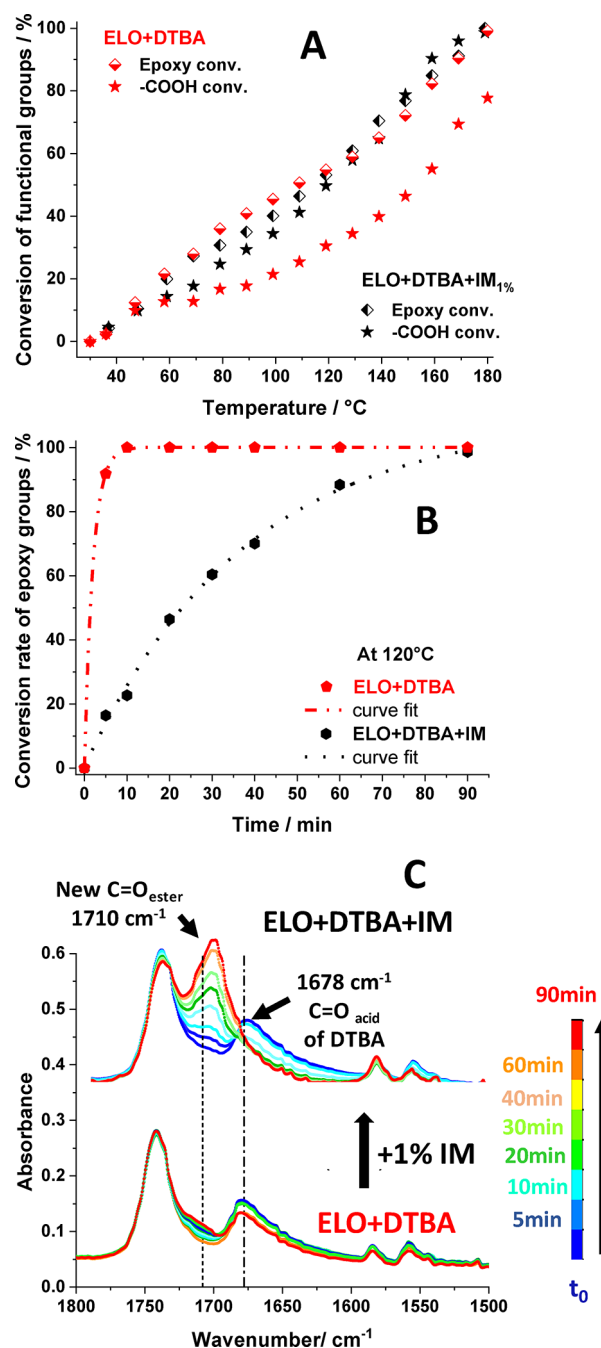 A
ELO+DTBA
Epoxy conv.
-COOH conv.
ELO+DTBA+IM1%
Epoxy conv.
-COOH conv.
Conversion of functional groups / %
100
80
60
40
20
0
40 60 80 100 120 140 160 180
Temperature / °C
B
Conversion rate of epoxy groups / %
100
80
60
40
20
0
At 120°C
ELO+DTBA
curve fit
ELO+DTBA+IM
curve fit
0 10 20 30 40 50 60 70 80 90
Time / min
C
New C=Oester
1710 cm-1
ELO+DTBA+IM
1678 cm-1
C=O acid
of DTBA
+1% IM
ELO+DTBA
Absorbance
0.6
0.5
0.4
0.3
0.2
0.1
0.0
1800 1750 1700 1650 1600 1550 1500
Wavenumber/ cm-1
90min
60min
40min
30min
20min
10min
5min
t0